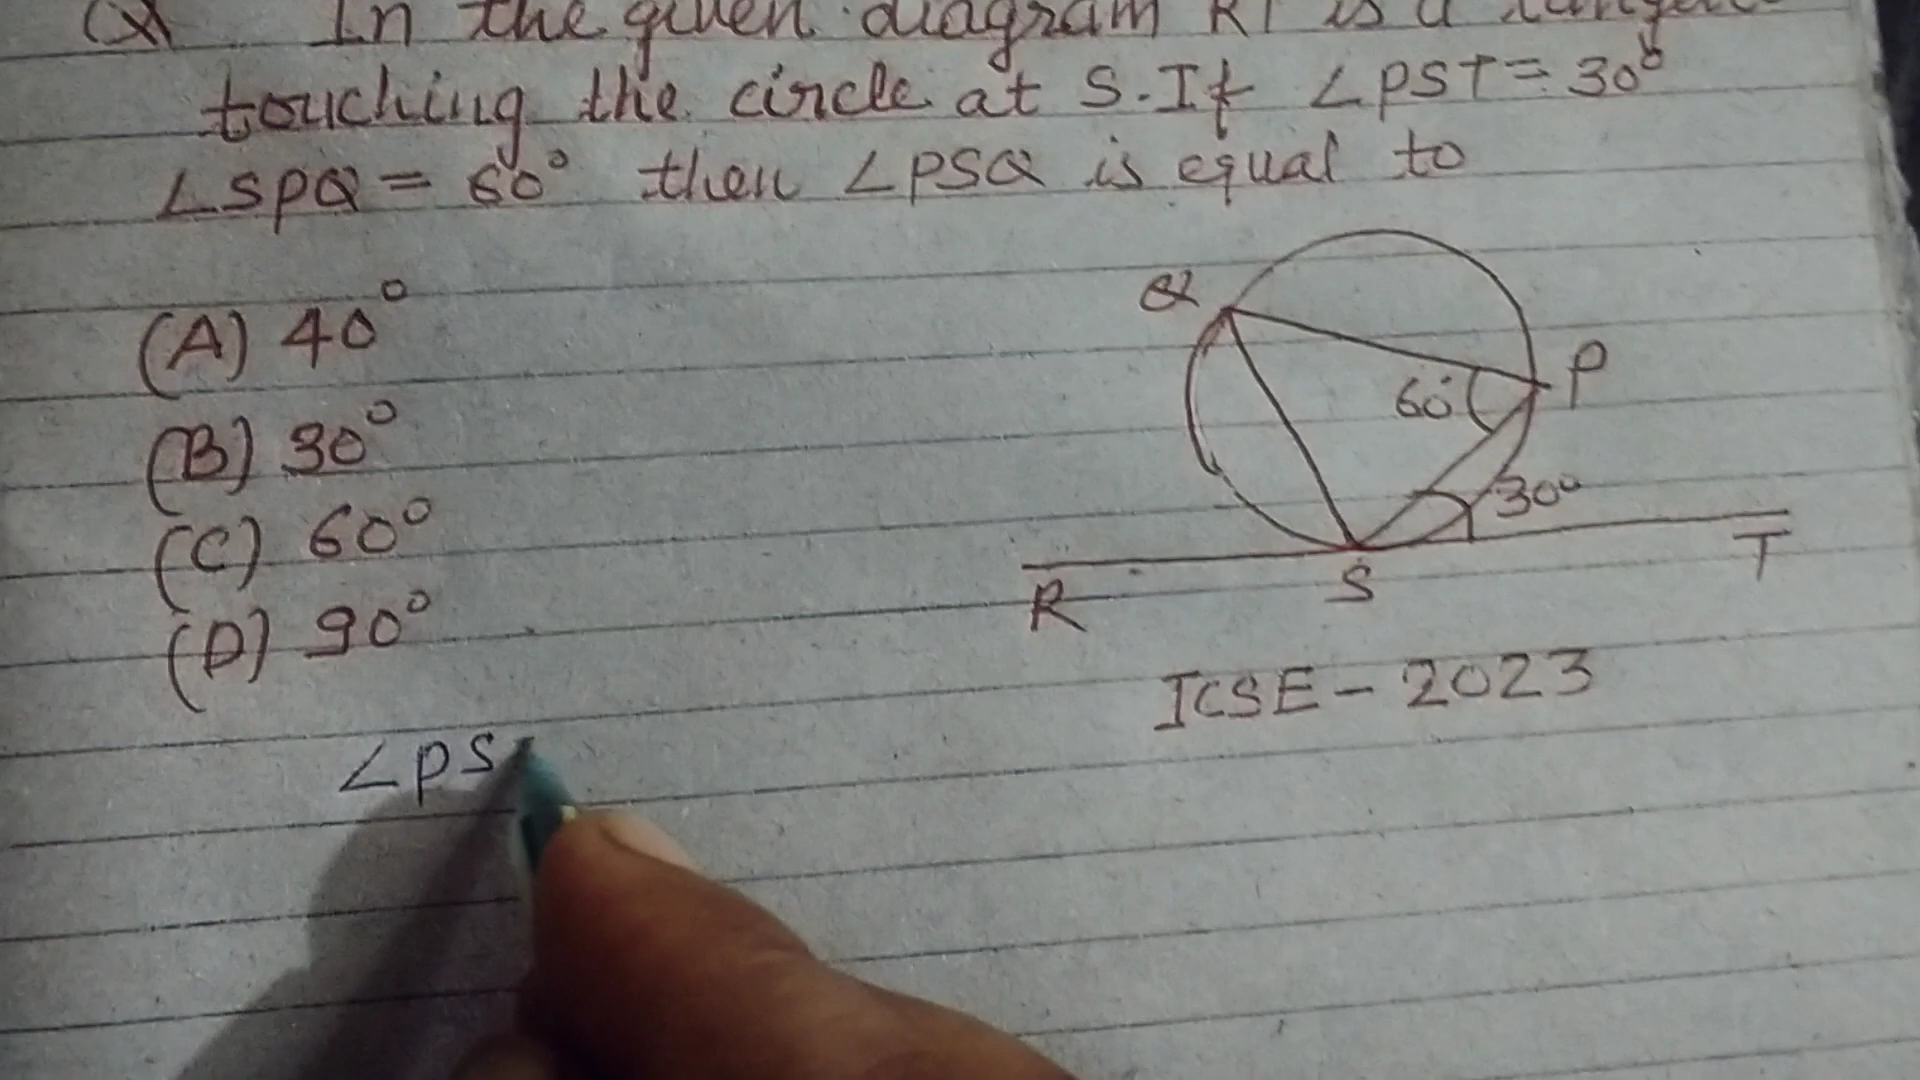 Q In the given diagram RT is a tangent
touching the circle at S. If ∠PST = 30°
∠SPQ = 60° then ∠PSQ is equal to
(A) 40°
(B) 30°
(C) 60°
(D) 90°
Q
P
60°
30°
R
S
T
ICSE - 2023
∠PS